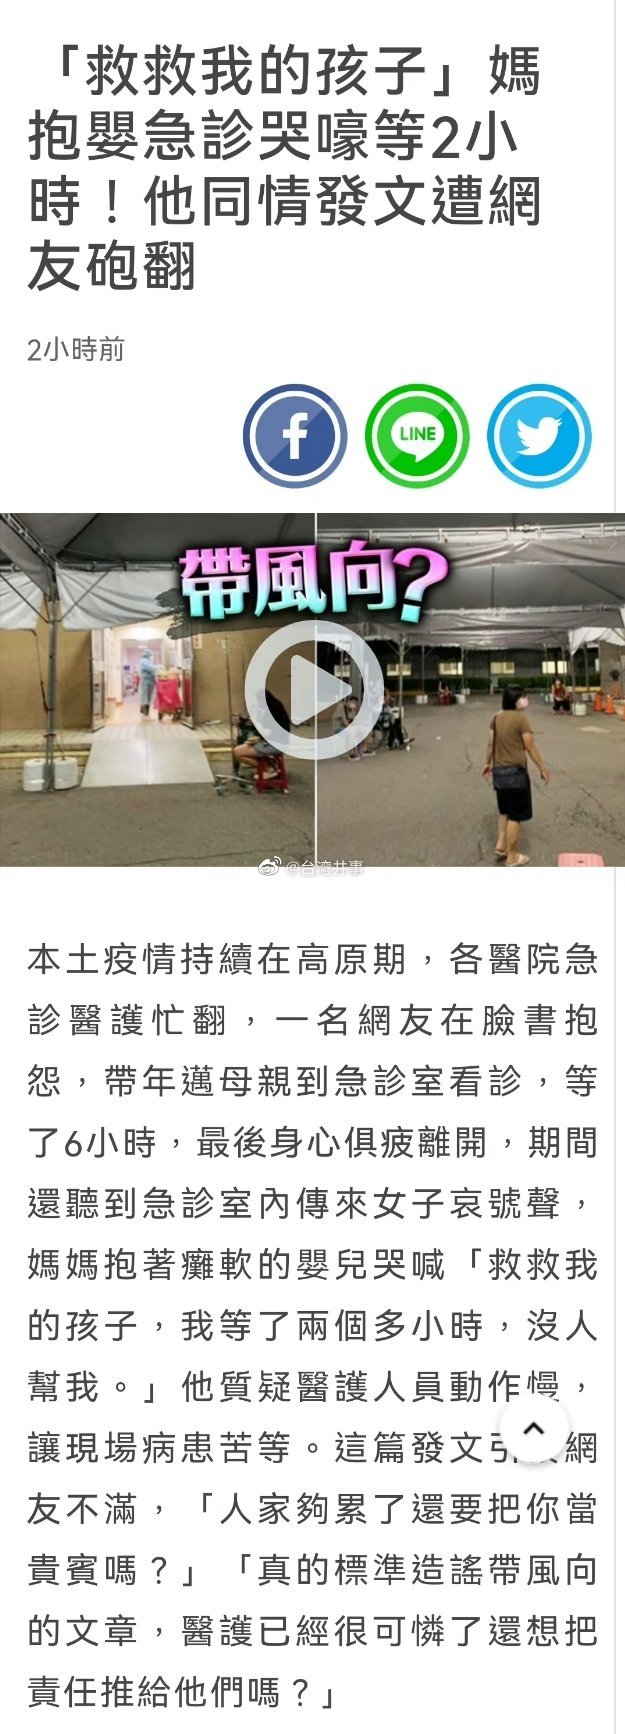 「救救我的孩子」媽
抱嬰急診哭嚎等2小
時！他同情發文遭網
友砲翻
2小時前
LINE
帶風向?
@台湾井事
本土疫情持續在高原期，各醫院急
診醫護忙翻，一名網友在臉書抱
怨，帶年邁母親到急診室看診，等
了6小時，最後身心俱疲離開，期間
還聽到急診室內傳來女子哀號聲，
媽媽抱著癱軟的嬰兒哭喊「救救我
的孩子，我等了兩個多小時，沒人
幫我。」他質疑醫護人員動作慢，
讓現場病患苦等。這篇發文引 網
友不滿，「人家夠累了還要把你當
貴賓嗎？」「真的標準造謠帶風向
的文章，醫護已經很可憐了還想把
責任推給他們嗎？」